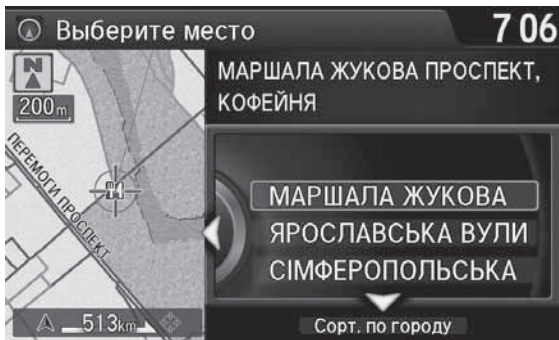 Выберите место
7 06
N
200m
ПЕРЕМОГИ ПРОСПЕКТ
513km
МАРШАЛА ЖУКОВА ПРОСПЕКТ,
КОФЕЙНЯ
МАРШАЛА ЖУКОВА
ЯРОСЛАВСЬКА ВУЛИ
СІМФЕРОПОЛЬСЬКА
Сорт. по городу